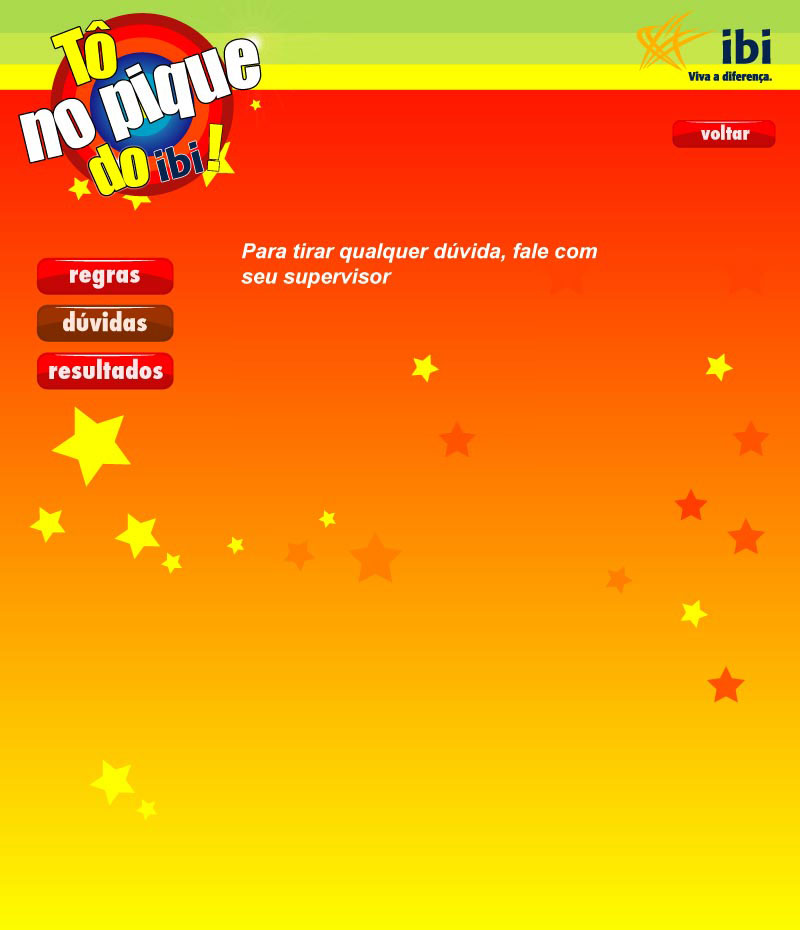 Tô
no pique
do ibi!
ibi
Viva a diferença.
voltar
Para tirar qualquer dúvida, fale com
seu supervisor
regras
dúvidas
resultados